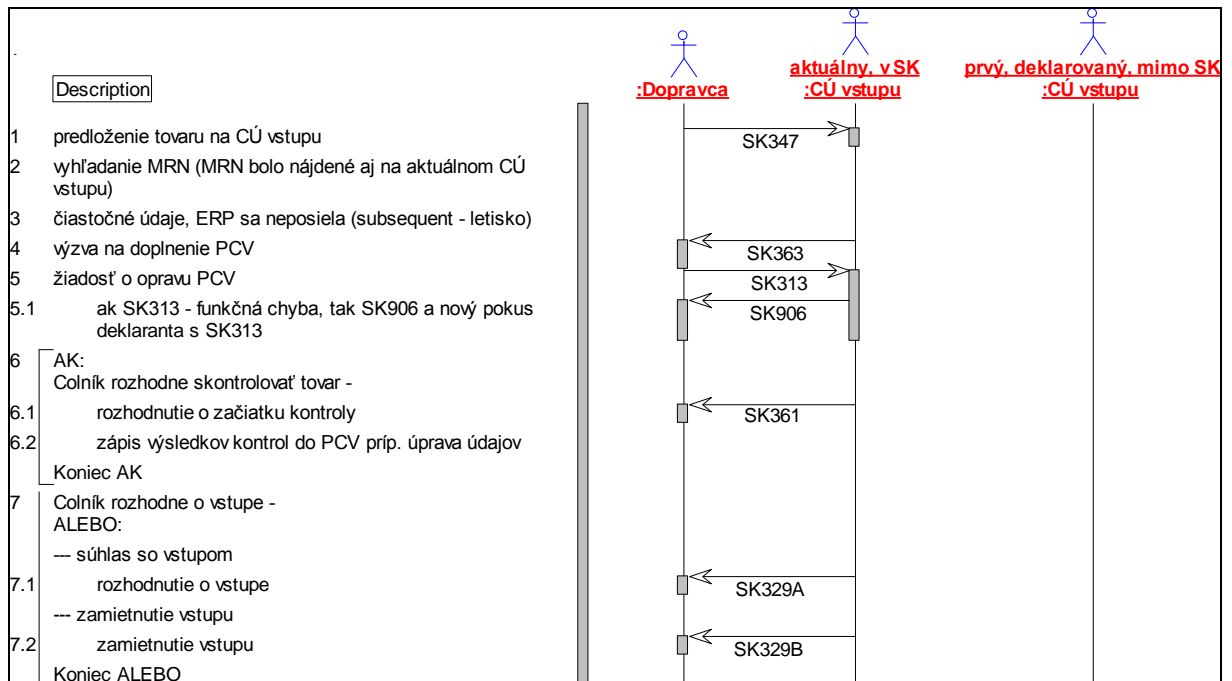 aktuálny, v SK
prvý, deklarovaný, mimo SK
Description
:Dopravca
:CÚ vstupu
:CÚ vstupu
1 predloženie tovaru na CÚ vstupu
SK347
2 vyhľadanie MRN (MRN bolo nájdené aj na aktuálnom CÚ
vstupu)
3 čiastočné údaje, ERP sa neposiela (subsequent - letisko)
4 výzva na doplnenie PCV
SK363
5 žiadosť o opravu PCV
SK313
5.1 ak SK313 - funkčná chyba, tak SK906 a nový pokus
deklaranta s SK313
SK906
6 AK:
Colník rozhodne skontrolovať tovar -
6.1 rozhodnutie o začiatku kontroly
SK361
6.2 zápis výsledkov kontrol do PCV príp. úprava údajov
Koniec AK
7 Colník rozhodne o vstupe -
ALEBO:
--- súhlas so vstupom
7.1 rozhodnutie o vstupe
SK329A
--- zamietnutie vstupu
7.2 zamietnutie vstupu
SK329B
Koniec ALEBO